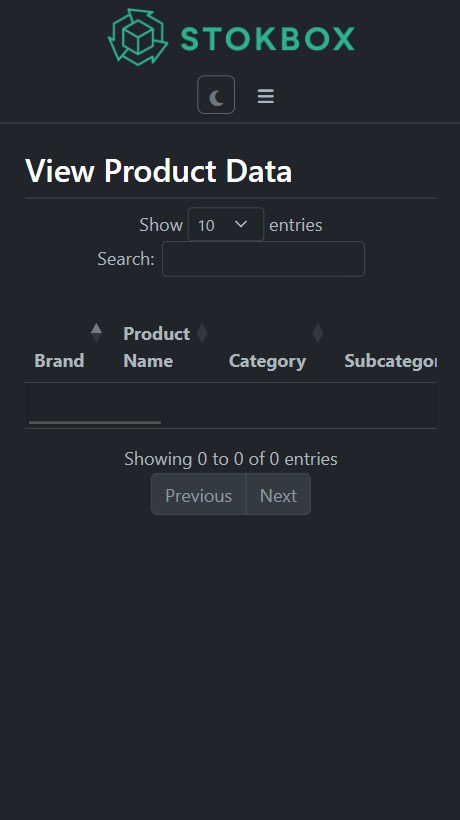 STOKBOX
View Product Data
Show 10 entries
Search:
Brand Product Name Category Subcategor
Showing 0 to 0 of 0 entries
Previous Next